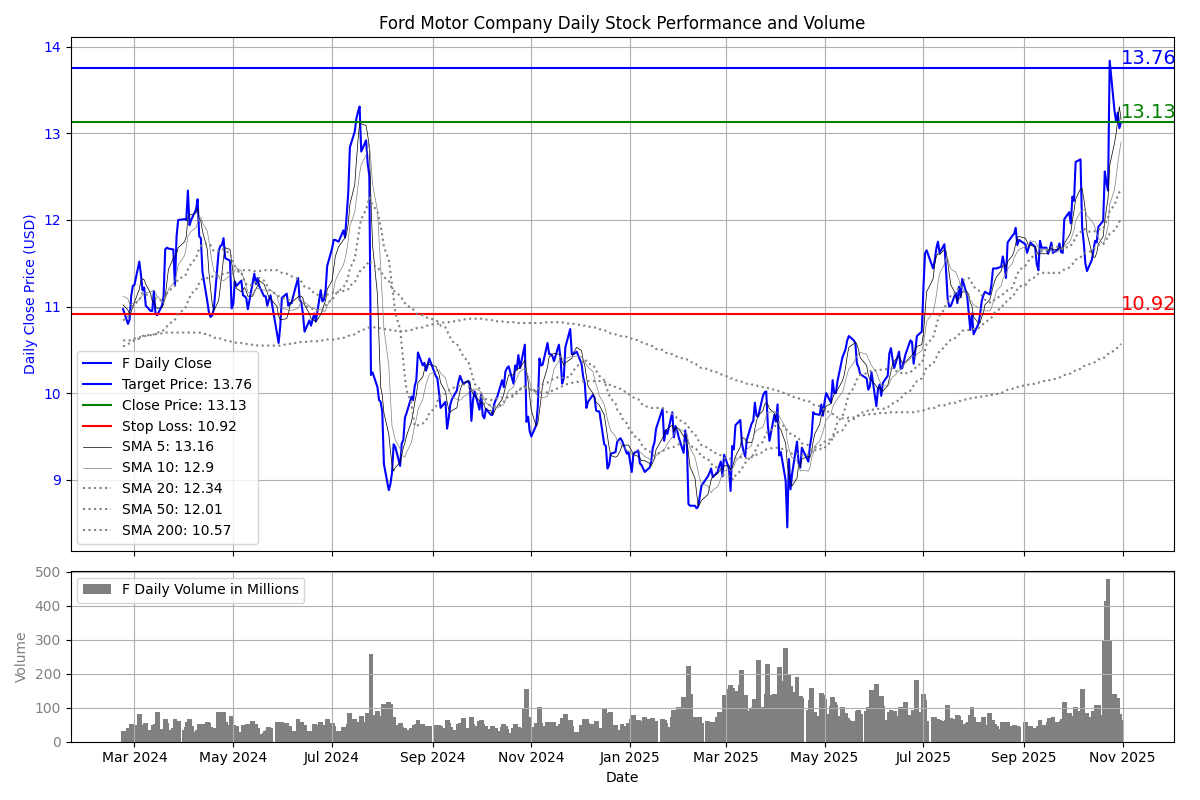 Ford Motor Company Daily Stock Performance and Volume
14
13
12
11
10
9
Daily Close Price (USD)
13.76
13.13
10.92
F Daily Close
Target Price: 13.76
Close Price: 13.13
Stop Loss: 10.92
SMA 5: 13.16
SMA 10: 12.9
SMA 20: 12.34
SMA 50: 12.01
SMA 200: 10.57
500
400
300
200
100
0
Volume
F Daily Volume in Millions
Mar 2024 May 2024 Jul 2024 Sep 2024 Nov 2024 Jan 2025 Mar 2025 May 2025 Jul 2025 Sep 2025 Nov 2025
Date